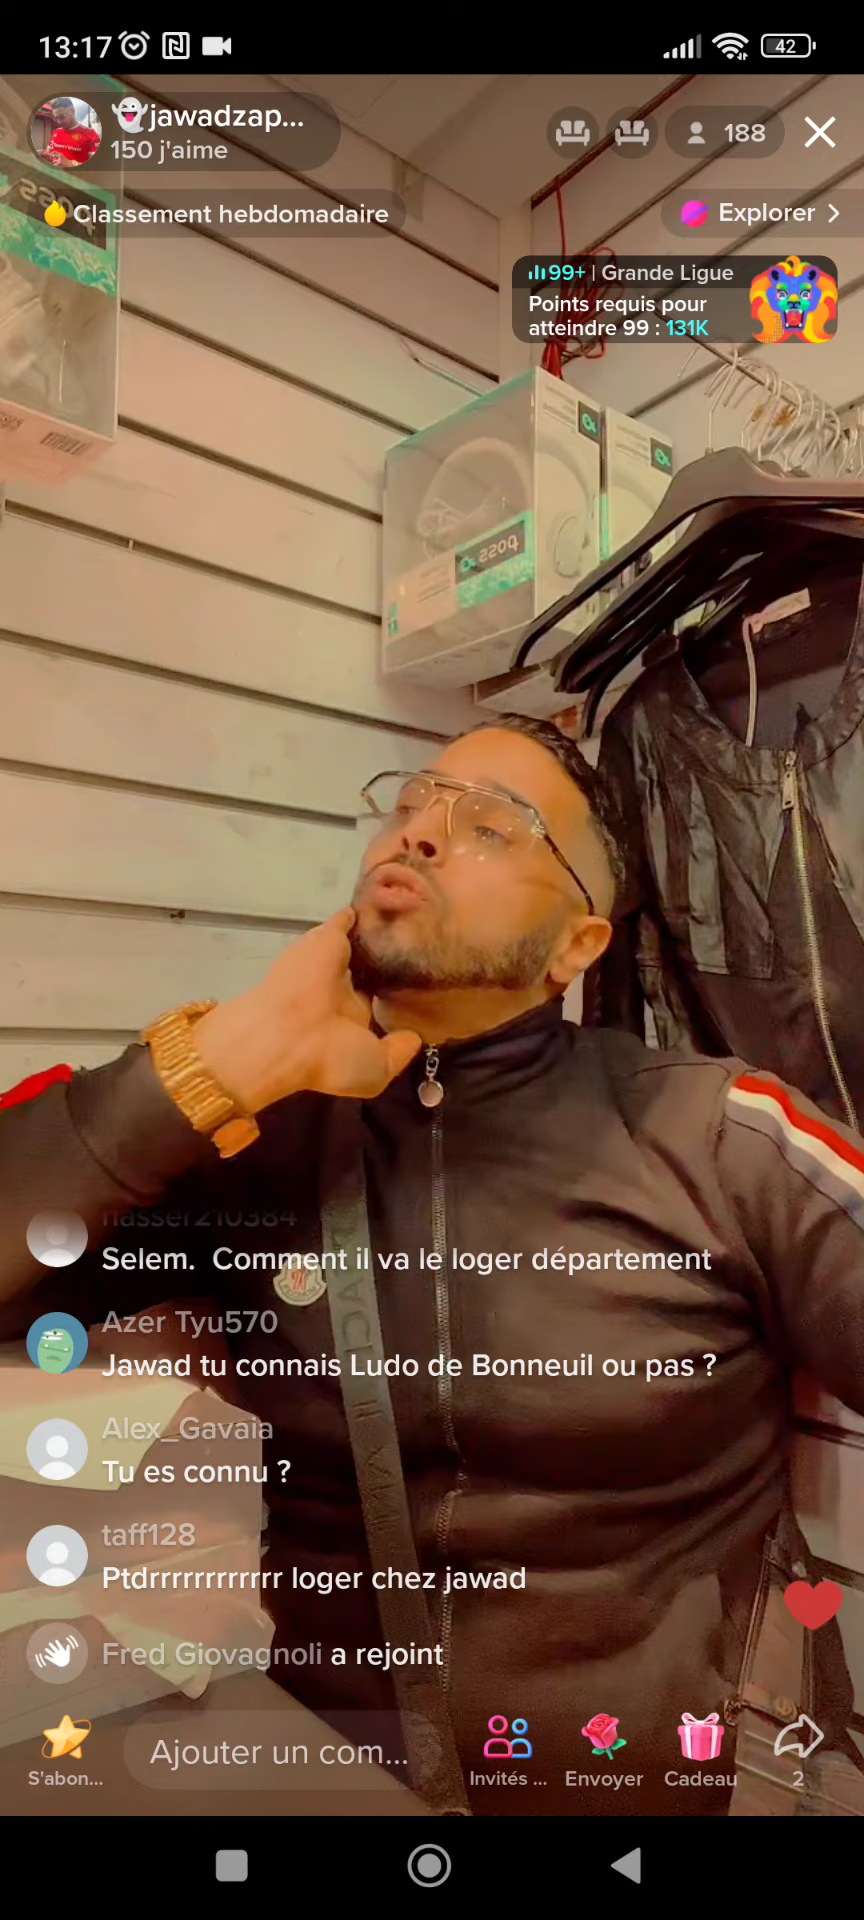 13:17
42
👻jawadzap...
150 j'aime
188
Classement hebdomadaire
Explorer >
99+ | Grande Ligue
Points requis pour
atteindre 99 : 131K
nasser210384
Selem.  Comment il va le loger département
Azer Tyu570
Jawad tu connais Ludo de Bonneuil ou pas ?
Alex_Gavaia
Tu es connu ?
taff128
Ptdrrrrrrrrrrrr loger chez jawad
Fred Giovagnoli a rejoint
S'abon...
Ajouter un com...
Invités ...
Envoyer
Cadeau
2